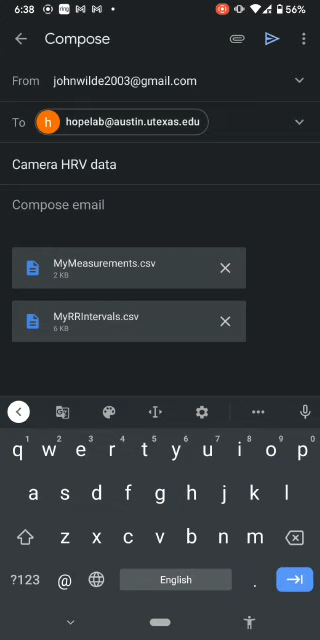 6:38 ring 56%
Compose
From johnwilde2003@gmail.com
To h hopelab@austin.utexas.edu
Camera HRV data
Compose email
MyMeasurements.csv
2 KB
MyRRIntervals.csv
6 KB
1 2 3 4 5 6 7 8 9 0
q w e r t y u i o p
a s d f g h j k l
z x c v b n m
?123 @ English .